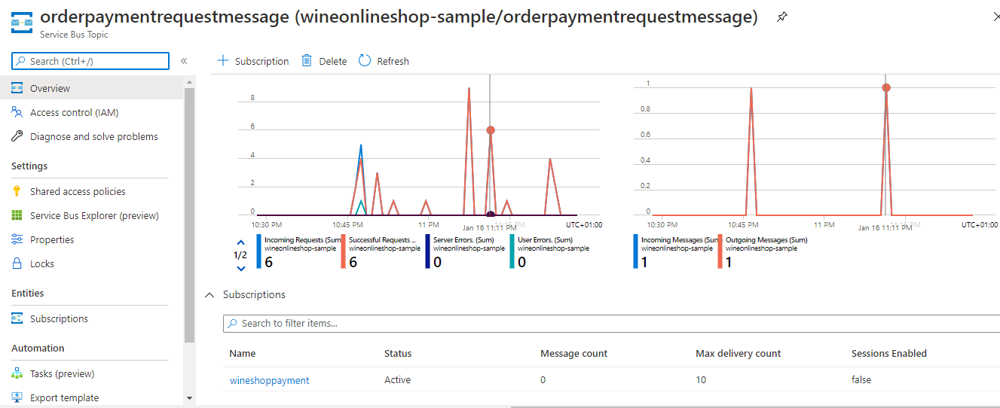 orderpaymentrequestmessage (wineonlineshop-sample/orderpaymentrequestmessage)
Service Bus Topic
Search (Ctrl+/)
«
Overview
Access control (IAM)
Diagnose and solve problems
Settings
Shared access policies
Service Bus Explorer (preview)
Properties
Locks
Entities
Subscriptions
Automation
Tasks (preview)
Export template
Subscription Delete Refresh
8
6
4
2
0
10:30 PM 10:45 PM 11 PM Jan 16 11:11 PM 11:15 PM UTC+01:00
1/2
Incoming Requests (Sum)
wineonlineshop-sample
6
Successful Requests ...
wineonlineshop-sample
6
Server Errors. (Sum)
wineonlineshop-sample
0
User Errors. (Sum)
wineonlineshop-sample
0
1
0.8
0.6
0.4
0.2
0
10:30 PM 10:45 PM 11 PM Jan 16 11:11 PM 11:15 PM UTC+01:00
Incoming Messages (Sum)
wineonlineshop-sample
1
Outgoing Messages (Sum)
wineonlineshop-sample
1
Subscriptions
Search to filter items...
Name Status Message count Max delivery count Sessions Enabled
wineshoppayment Active 0 10 false